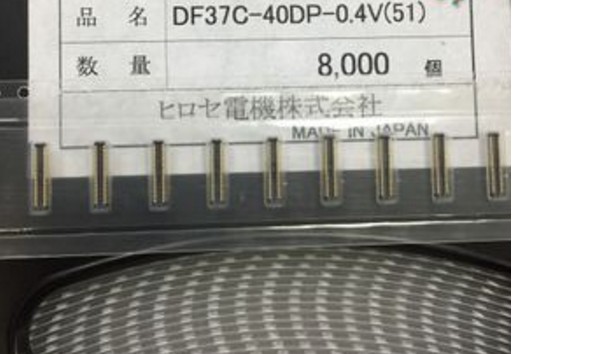 品 名 DF37C-40DP-0.4V(51)
数 量 8,000 個
ヒロセ電機株式会社
MADE IN JAPAN